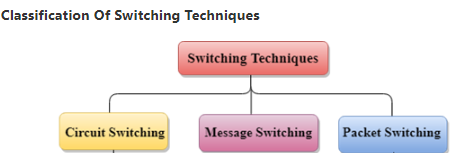 Classification Of Switching Techniques
Switching Techniques
Circuit Switching
Message Switching
Packet Switching